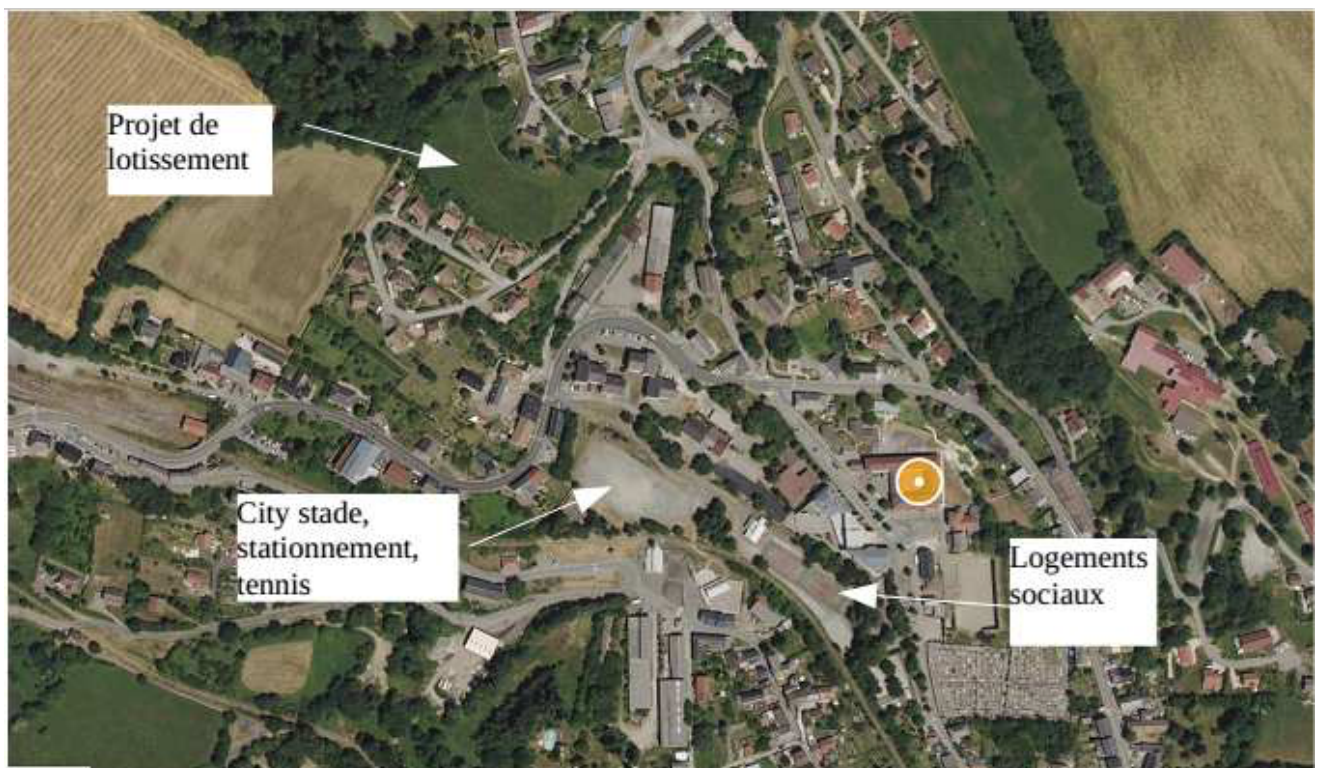 Projet de
lotissement
City stade,
stationnement,
tennis
Logements
sociaux